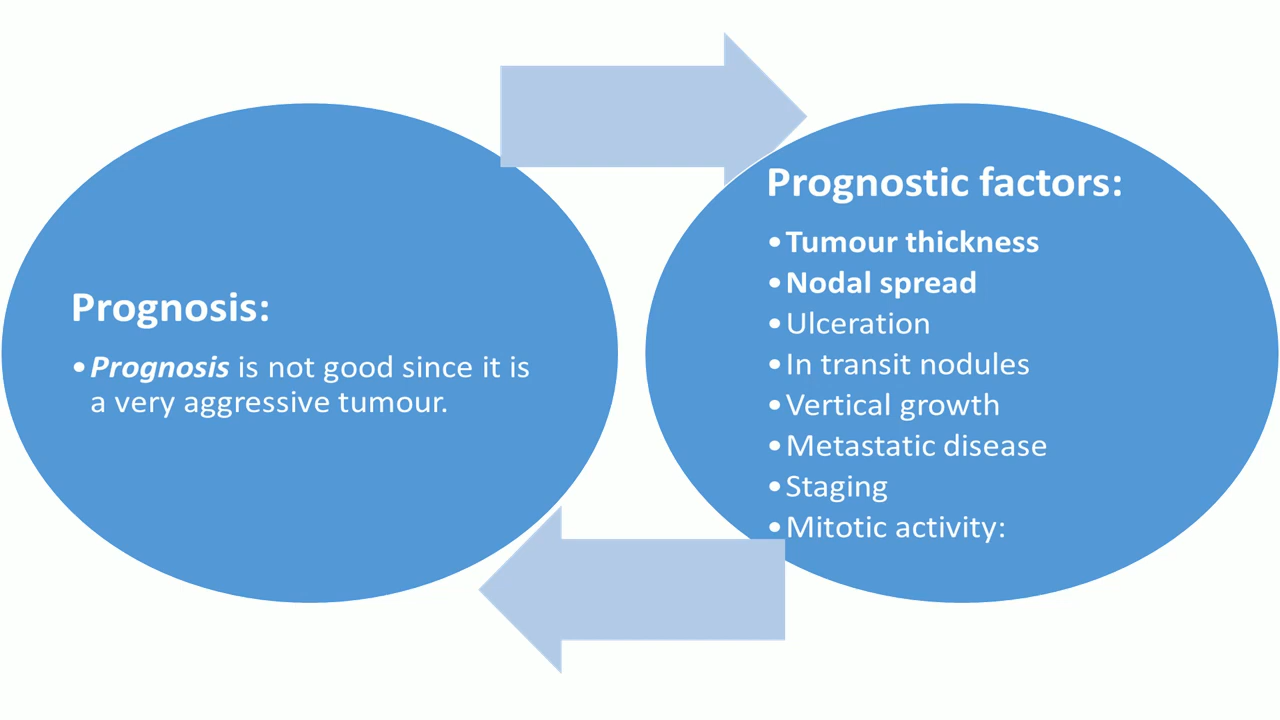 Prognosis:
•Prognosis is not good since it is
a very aggressive tumour.
Prognostic factors:
•Tumour thickness
•Nodal spread
•Ulceration
•In transit nodules
•Vertical growth
•Metastatic disease
•Staging
•Mitotic activity: